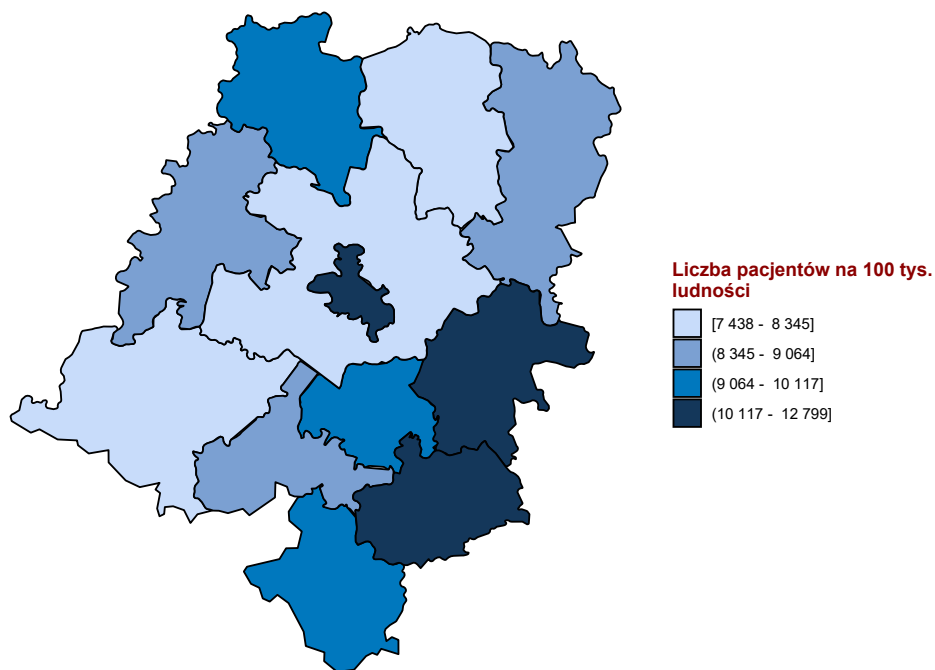 Liczba pacjentów na 100 tys.
ludności
[7 438 - 8 345]
(8 345 - 9 064]
(9 064 - 10 117]
(10 117 - 12 799]